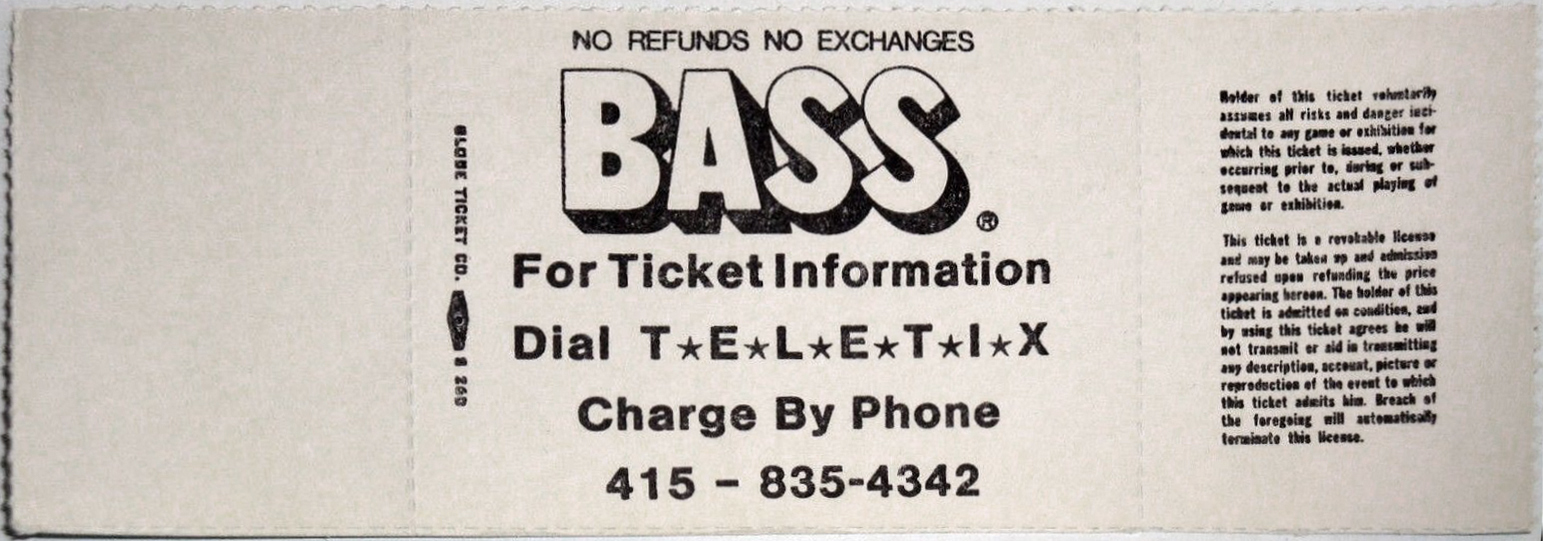 NO REFUNDS NO EXCHANGES
BASS®
For Ticket Information
Dial T★E★L★E★T★I★X
Charge By Phone
415 – 835-4342
GLOBE TICKET CO.
Holder of this ticket voluntarily
assumes all risks and danger inci-
dental to any game or exhibition for
which this ticket is issued, whether
occurring prior to, during or sub-
sequent to the actual playing of
game or exhibition.
This ticket is a revokable license
and may be taken up and admission
refused upon refunding the price
appearing hereon. The holder of this
ticket is admitted on condition, and
by using this ticket agrees he will
not transmit or aid in transmitting
any description, account, picture or
reproduction of the event to which
this ticket admits him. Breach of
the foregoing will automatically
terminate this license.